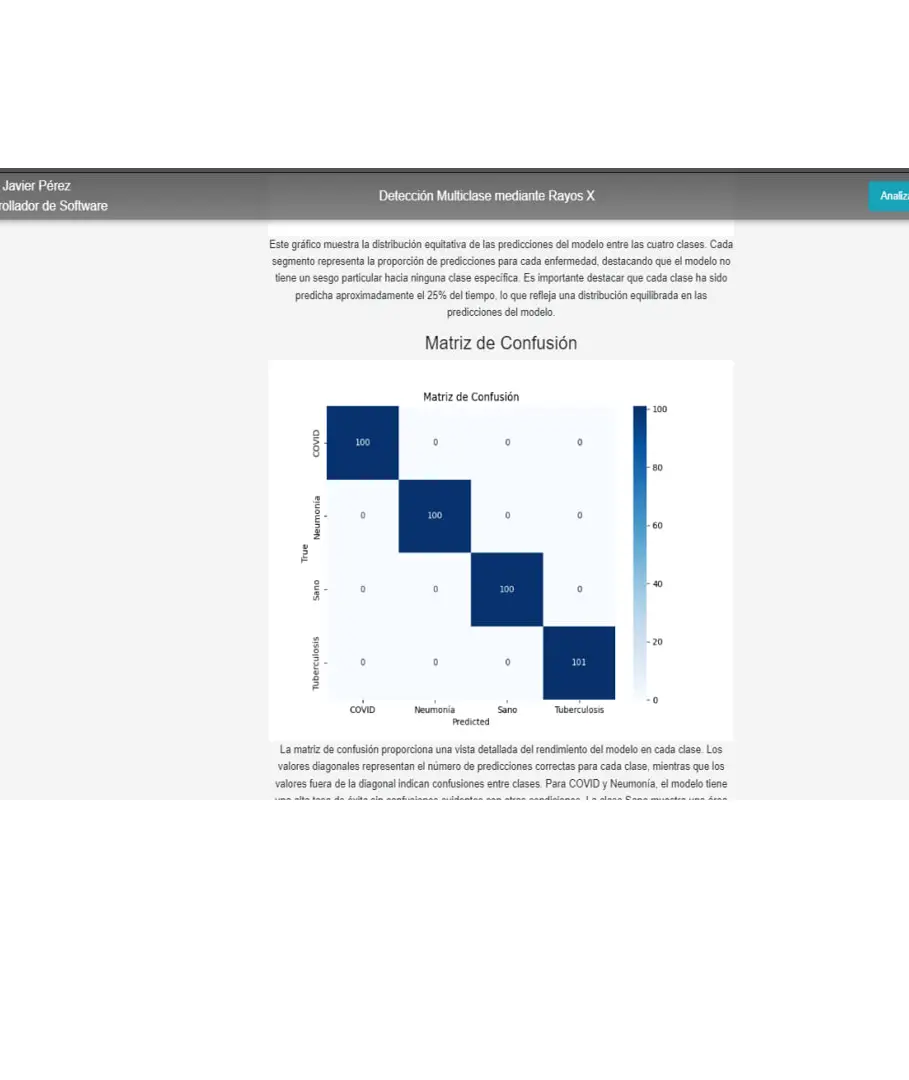 Javier Pérez
rollador de Software
Detección Multiclase mediante Rayos X
Analiza
Este gráfico muestra la distribución equitativa de las predicciones del modelo entre las cuatro clases. Cada
segmento representa la proporción de predicciones para cada enfermedad, destacando que el modelo no
tiene un sesgo particular hacia ninguna clase específica. Es importante destacar que cada clase ha sido
predicha aproximadamente el 25% del tiempo, lo que refleja una distribución equilibrada en las
predicciones del modelo.
Matriz de Confusión
Matriz de Confusión
True
COVID
100
0
0
0
Neumonía
0
100
0
0
Sano
0
0
100
0
Tuberculosis
0
0
0
101
COVID
Neumonía
Sano
Tuberculosis
Predicted
100
80
60
40
20
0
La matriz de confusión proporciona una vista detallada del rendimiento del modelo en cada clase. Los
valores diagonales representan el número de predicciones correctas para cada clase, mientras que los
valores fuera de la diagonal indican confusiones entre clases. Para COVID y Neumonía, el modelo tiene